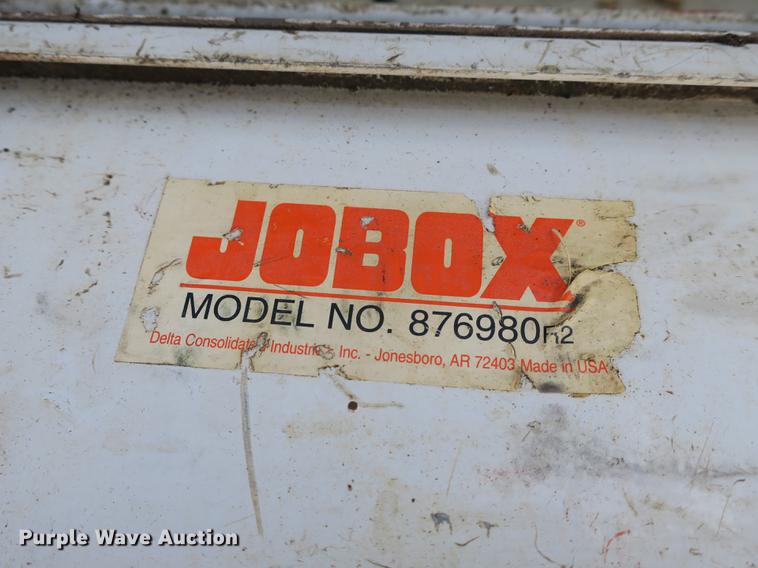 JOBOX®
MODEL NO. 876980R2
Delta Consolidated Industries Inc. - Jonesboro, AR 72403 Made in USA
Purple Wave Auction